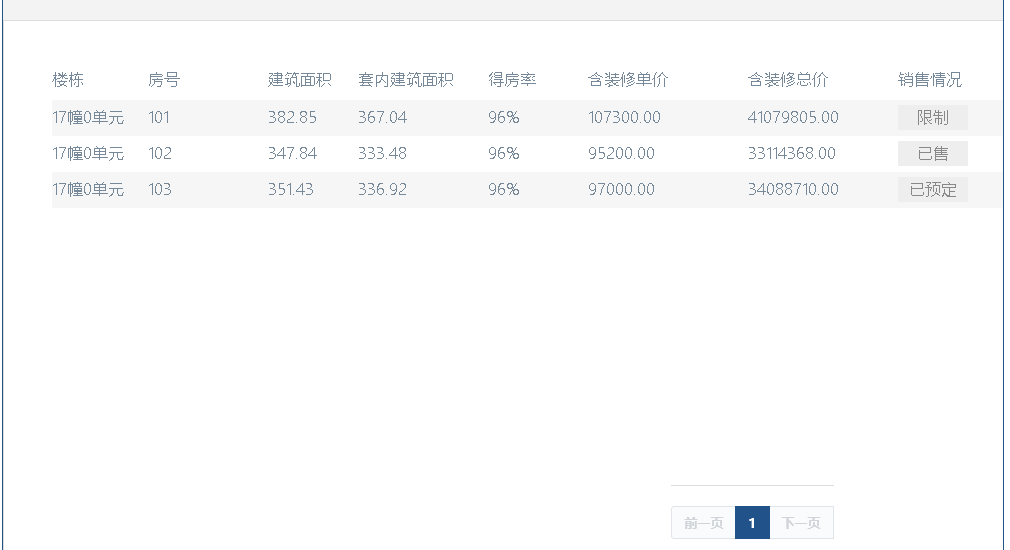 楼栋 房号 建筑面积 套内建筑面积 得房率 含装修单价 含装修总价 销售情况
17幢0单元 101 382.85 367.04 96% 107300.00 41079805.00 限制
17幢0单元 102 347.84 333.48 96% 95200.00 33114368.00 已售
17幢0单元 103 351.43 336.92 96% 97000.00 34088710.00 已预定
前一页 1 下一页